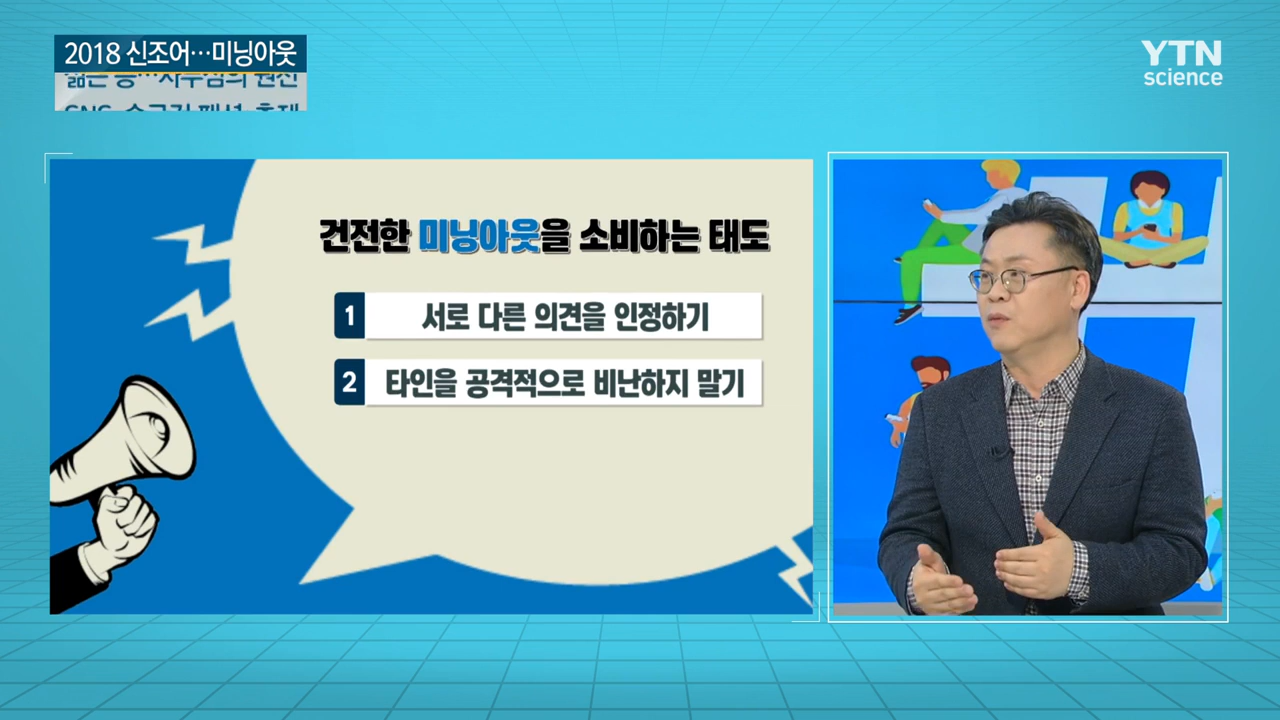 2018 신조어…미닝아웃
YTN
science
건전한 미닝아웃을 소비하는 태도
1 서로 다른 의견을 인정하기
2 타인을 공격적으로 비난하지 말기